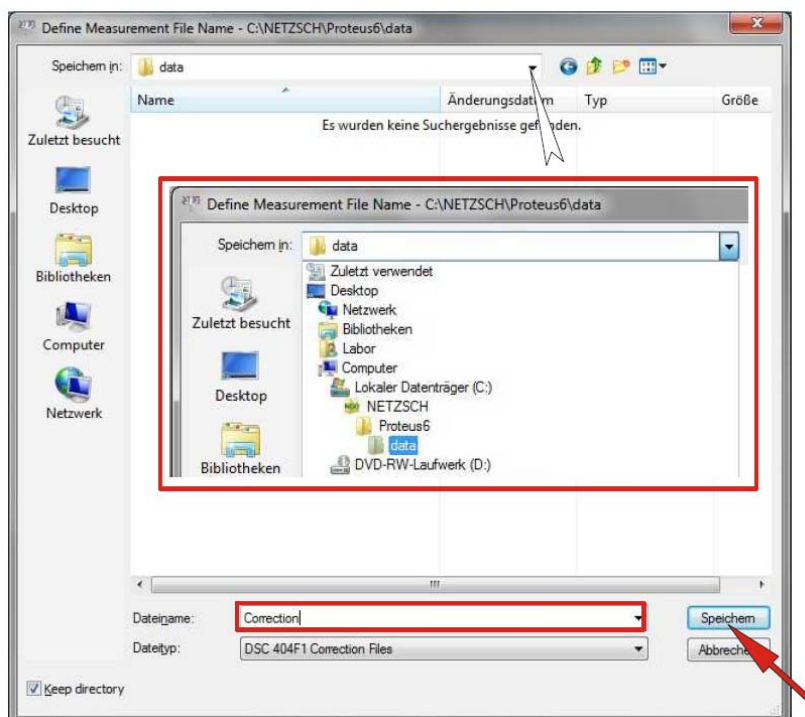 Define Measurement File Name - C:\NETZSCH\Proteus6\data
Speichern in: data
Name Änderungsdatum Typ Größe
Es wurden keine Suchergebnisse gefunden.
Zuletzt besucht
Desktop
Bibliotheken
Computer
Netzwerk
Define Measurement File Name - C:\NETZSCH\Proteus6\data
Speichern in: data
Zuletzt besucht
Desktop
Bibliotheken
Zuletzt verwendet
Desktop
Netzwerk
Bibliotheken
Labor
Computer
Lokaler Datenträger (C:)
NETZSCH
Proteus6
data
DVD-RW-Laufwerk (D:)
Dateiname: Correction Speichern
Dateityp: DSC 404F1 Correction Files Abbrechen
Keep directory